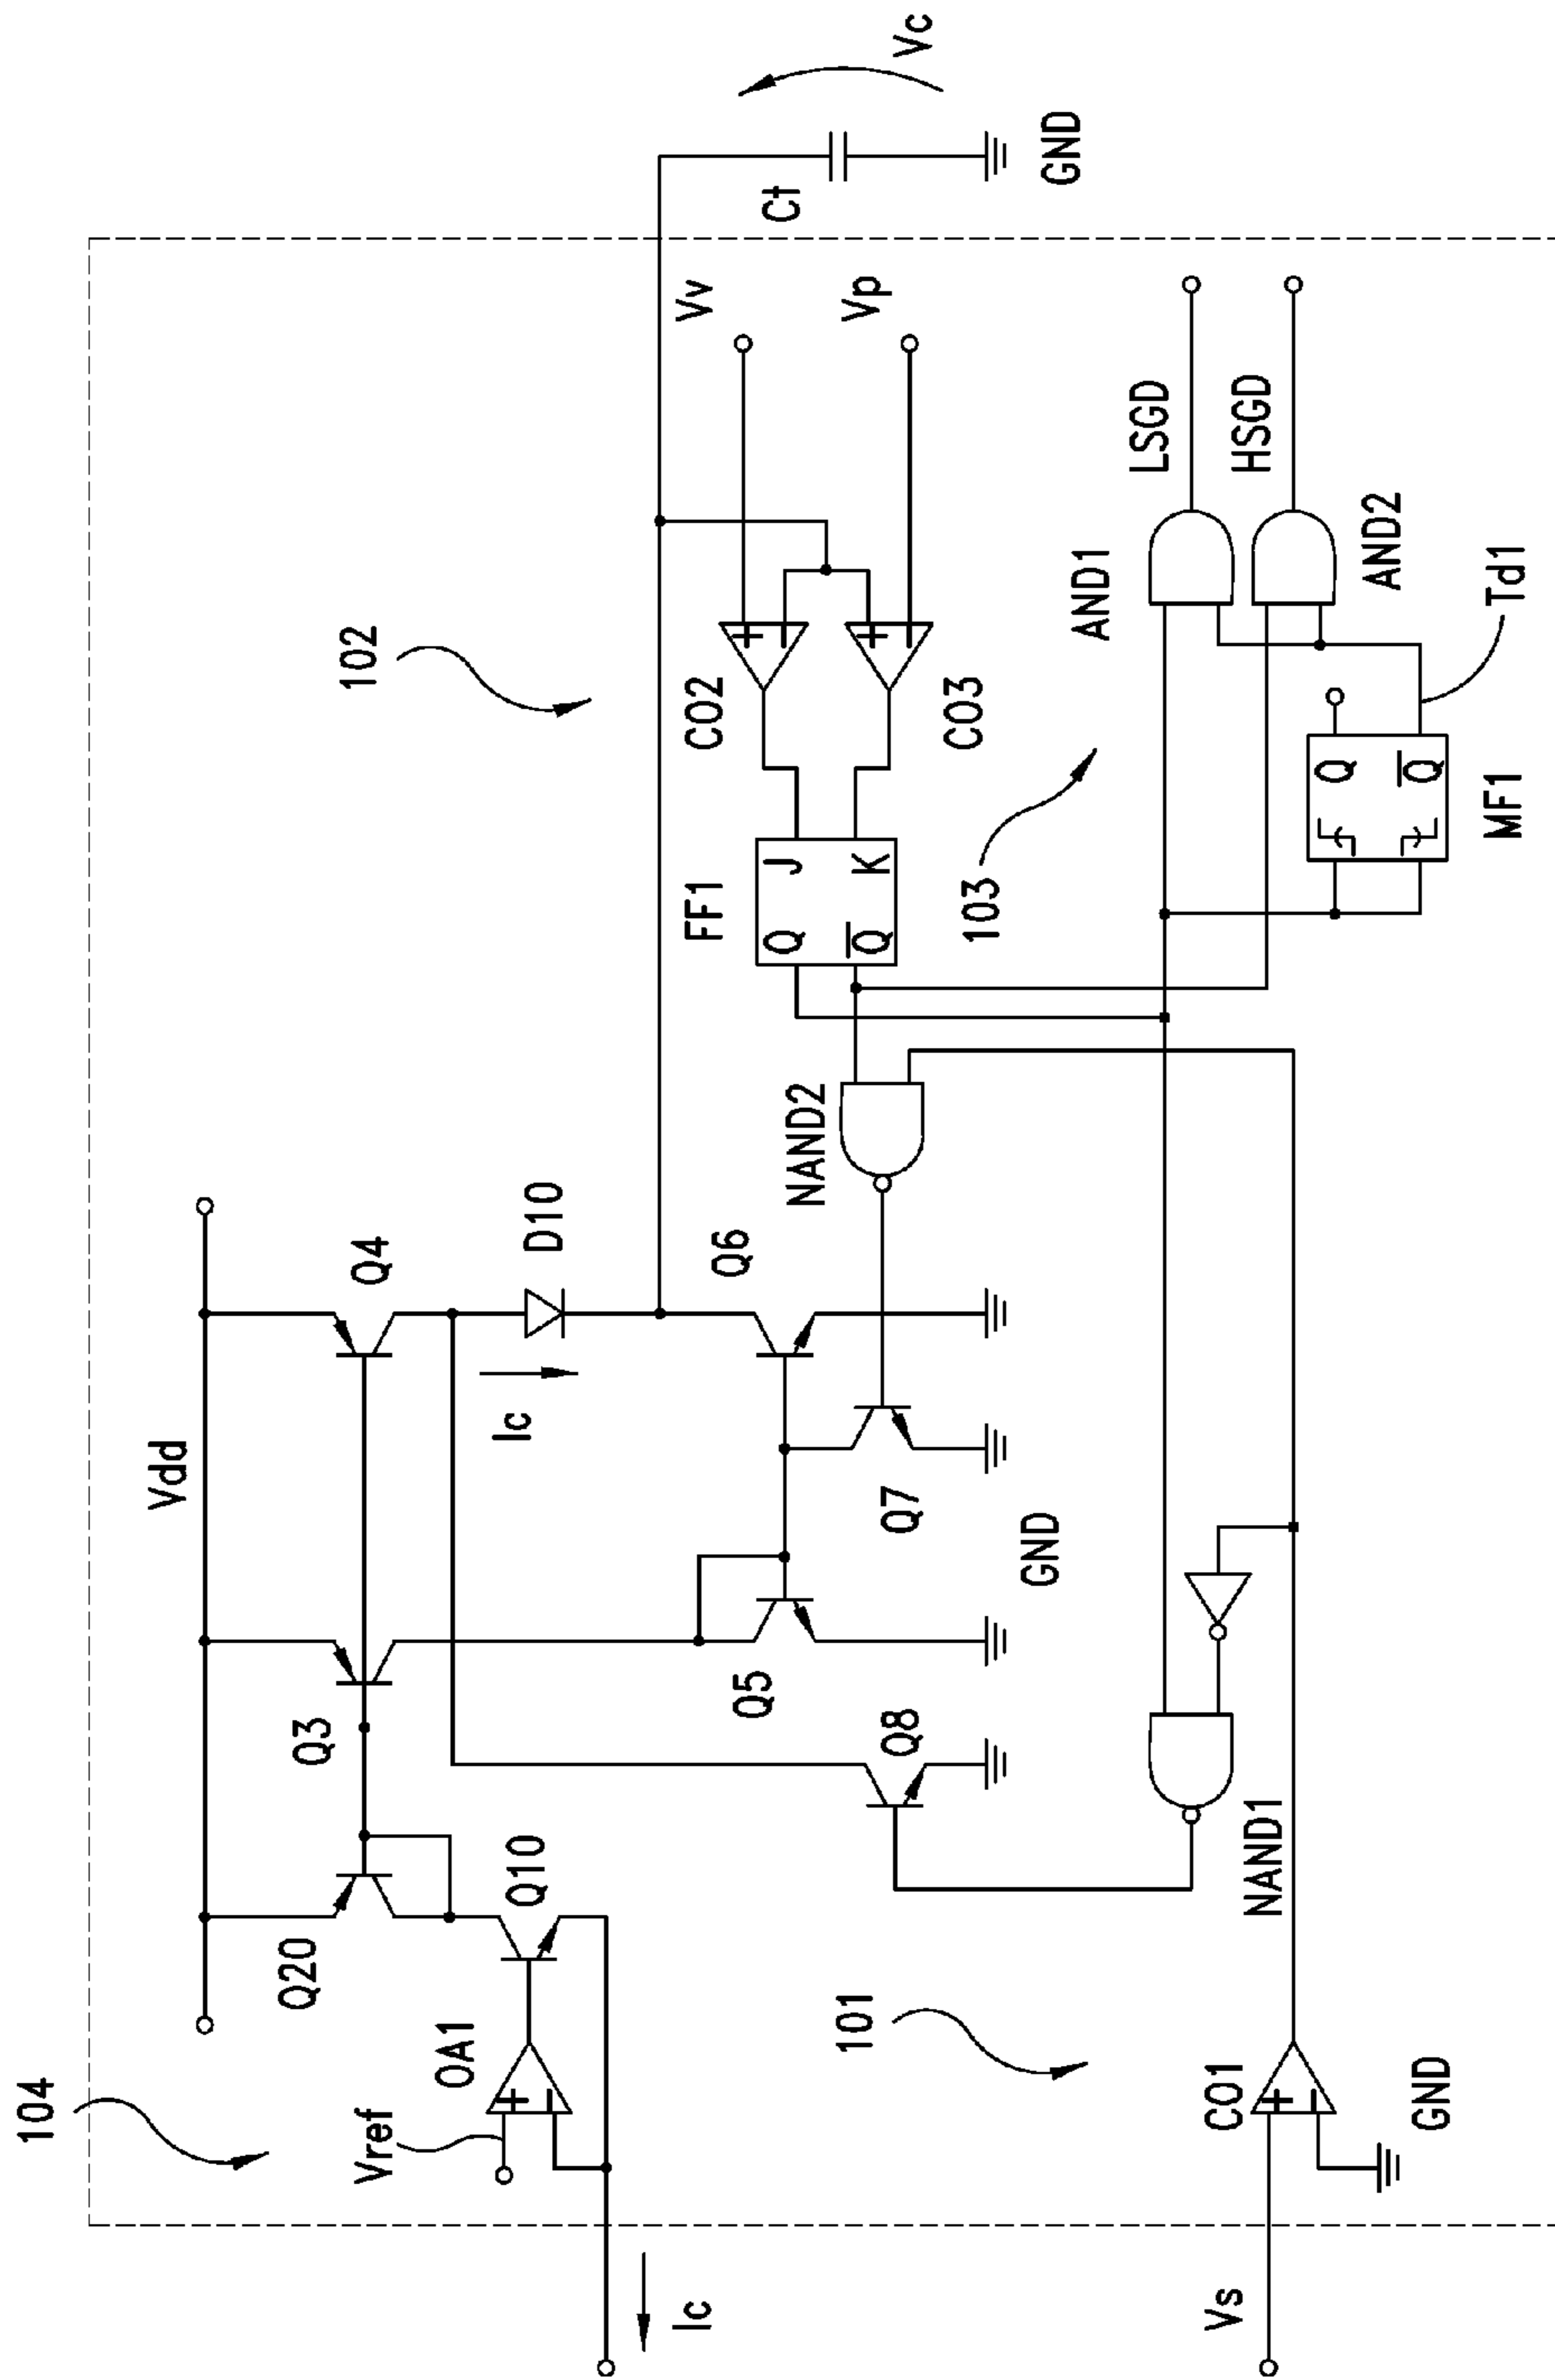 104
Vref
OA1
Q20
Q10
Q3
Vdd
Q4
D10
Ic
Ic
102
Q5
Q6
Q7
Q8
GND
NAND2
FF1
Q
J
Q
K
CO2
CO3
Vv
Vp
Ct
Vc
GND
101
Vs
CO1
GND
NAND1
103
AND1
AND2
LSGD
HSGD
Q
Q
MF1
Td1